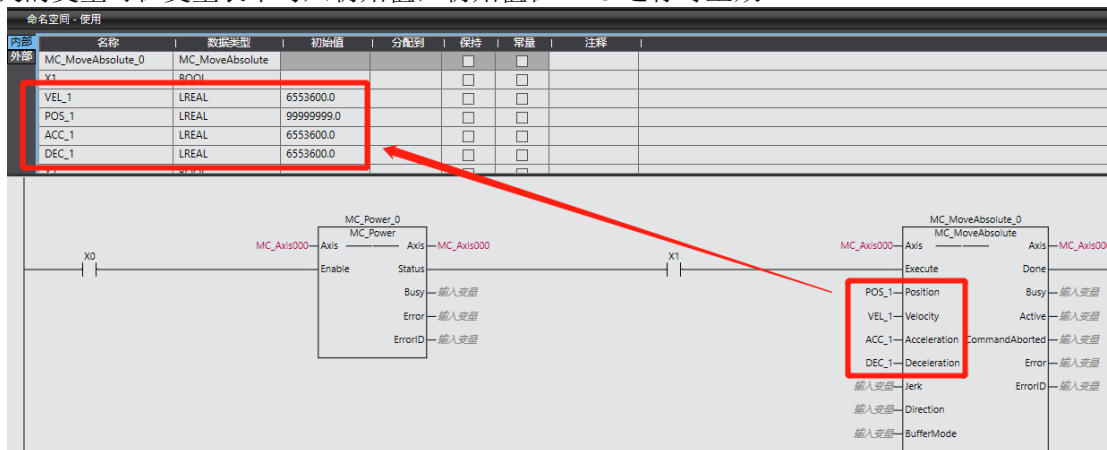 命名空间 - 使用
内部 名称 数据类型 初始值 分配到 保持 常量 注释
外部 MC_MoveAbsolute_0 MC_MoveAbsolute
X1 BOOL
VEL_1 LREAL 6553600.0
POS_1 LREAL 99999999.0
ACC_1 LREAL 6553600.0
DEC_1 LREAL 6553600.0
MC_Power_0 MC_MoveAbsolute_0
MC_Power MC_MoveAbsolute
MC_Axis000 Axis Axis MC_Axis000 MC_Axis000 Axis Axis MC_Axis00
X0 Enable Status X1 Execute Done
Busy 输入变量 POS_1 Position Busy 输入变量
Error 输入变量 VEL_1 Velocity Active 输入变量
ErrorID 输入变量 ACC_1 Acceleration CommandAborted 输入变量
DEC_1 Deceleration Error 输入变量
输入变量 Jerk ErrorID 输入变量
输入变量 Direction
输入变量 BufferMode